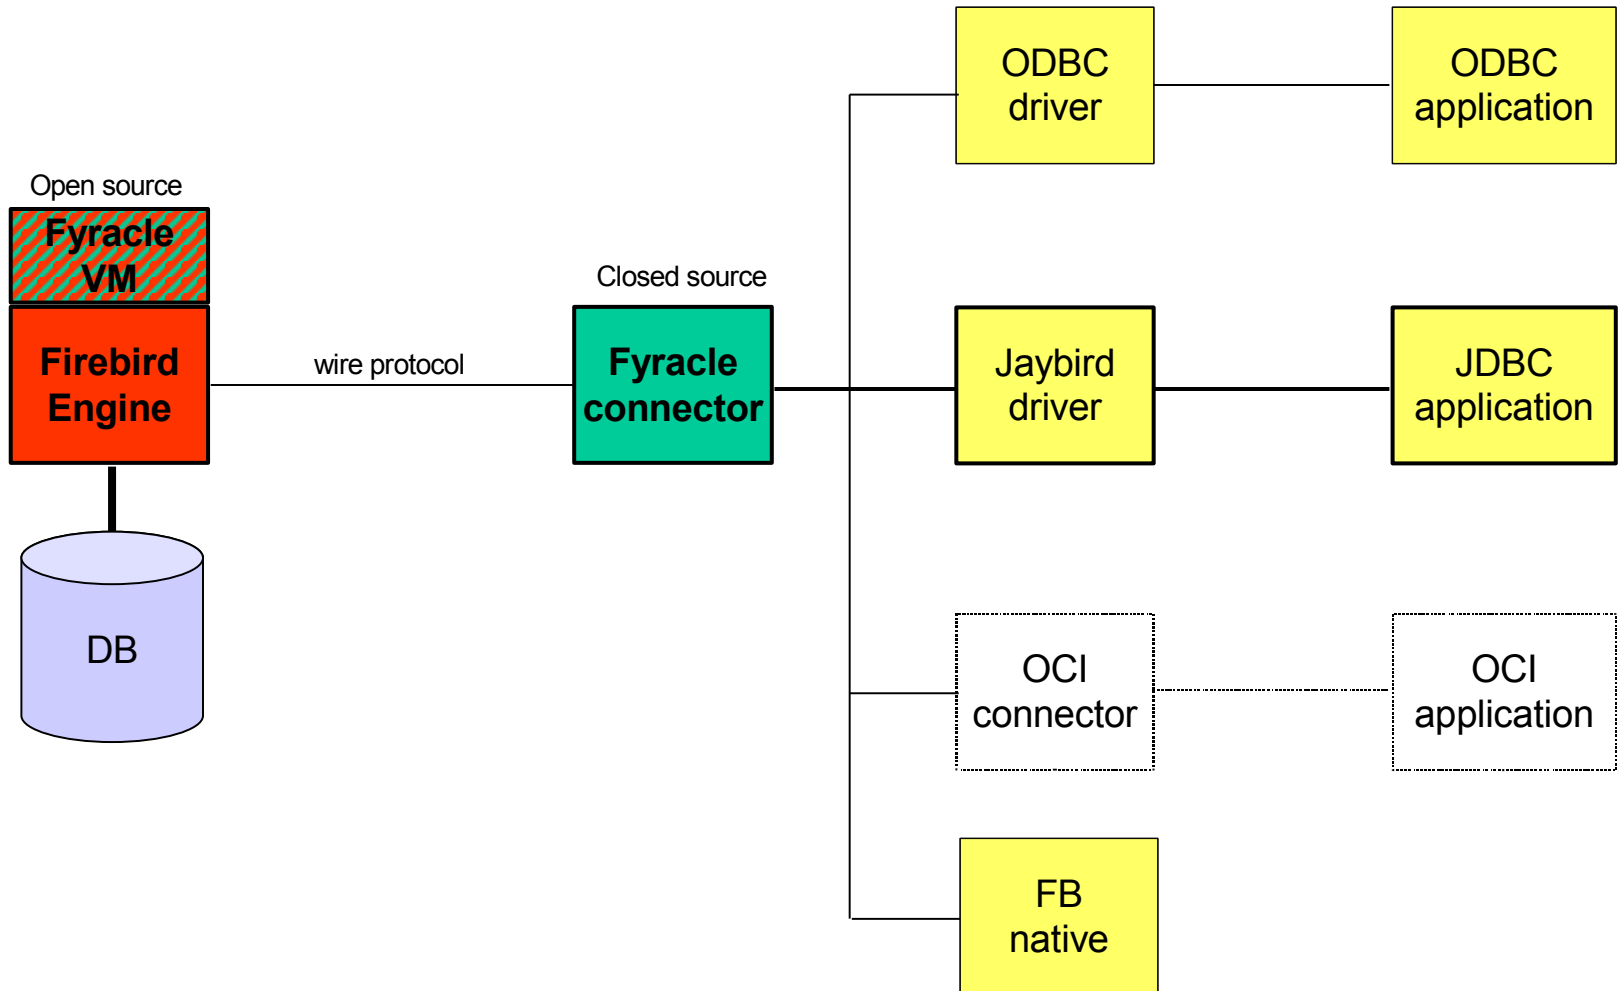 ODBC
driver
ODBC
application
Open source
Fyracle
VM
Closed source
Firebird
Engine
wire protocol
Fyracle
connector
Jaybird
driver
JDBC
application
DB
OCI
connector
OCI
application
FB
native